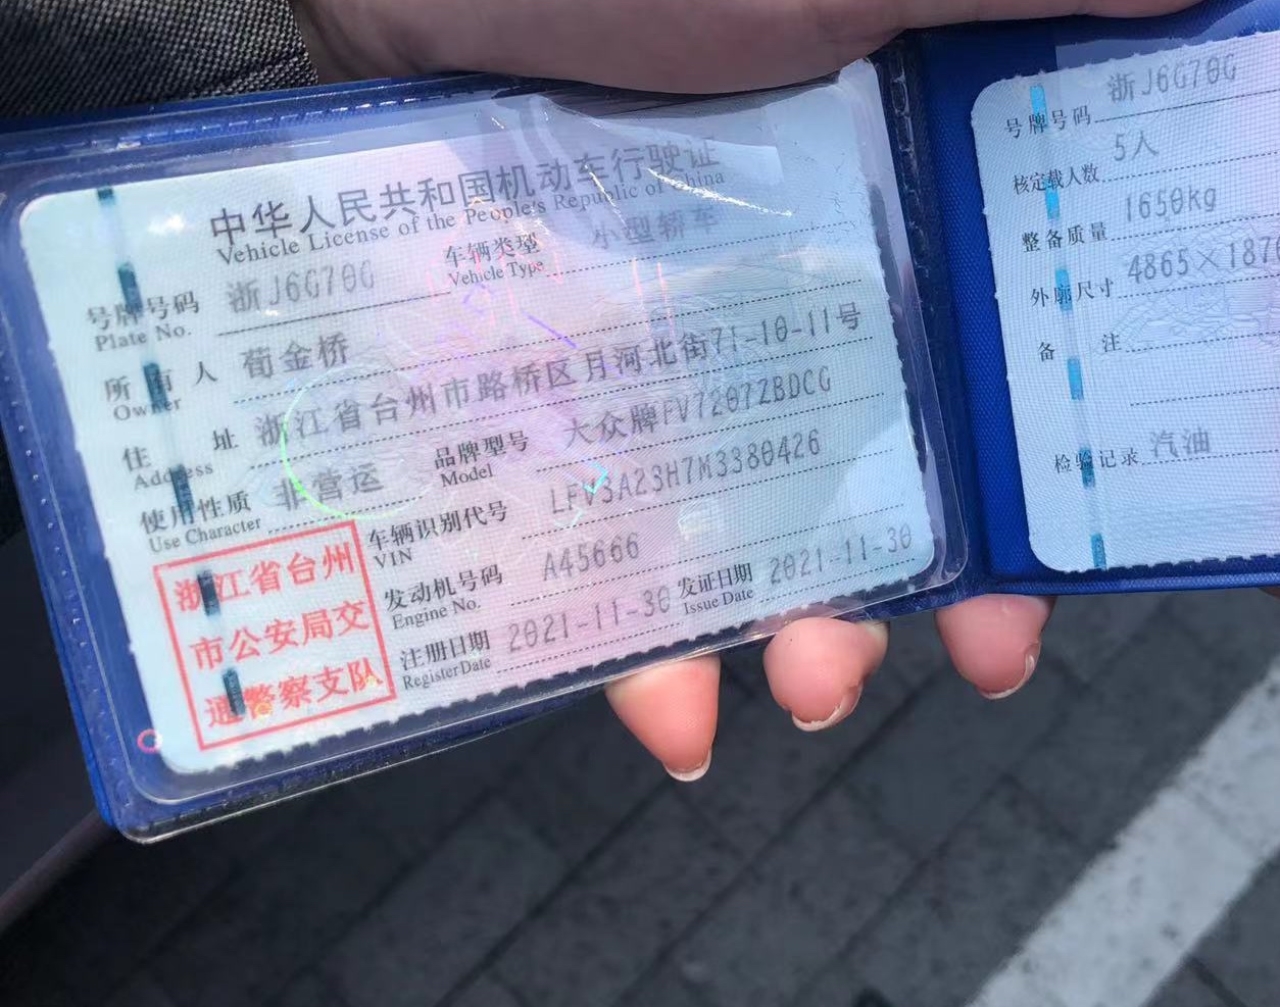 中华人民共和国机动车行驶证
Vehicle License of the People's Republic of China
号牌号码 浙J6G70G 车辆类型 小型轿车
Plate No. Vehicle Type
所有人 荀金桥
Owner
住址 浙江省台州市路桥区月河北街71-10-11号
Address
使用性质 非营运 品牌型号 大众牌FV7207ZBDCG
Use Character Model
车辆识别代号 LFV3A23H7M3380426
VIN
发动机号码 A45666
Engine No.
注册日期 2021-11-30 发证日期 2021-11-30
Register Date Issue Date
浙江省台州
市公安局交
通警察支队
号牌号码 浙J6G70G
核定载人数 5人
整备质量 1650kg
外廓尺寸 4865×187
备注
检验记录 汽油